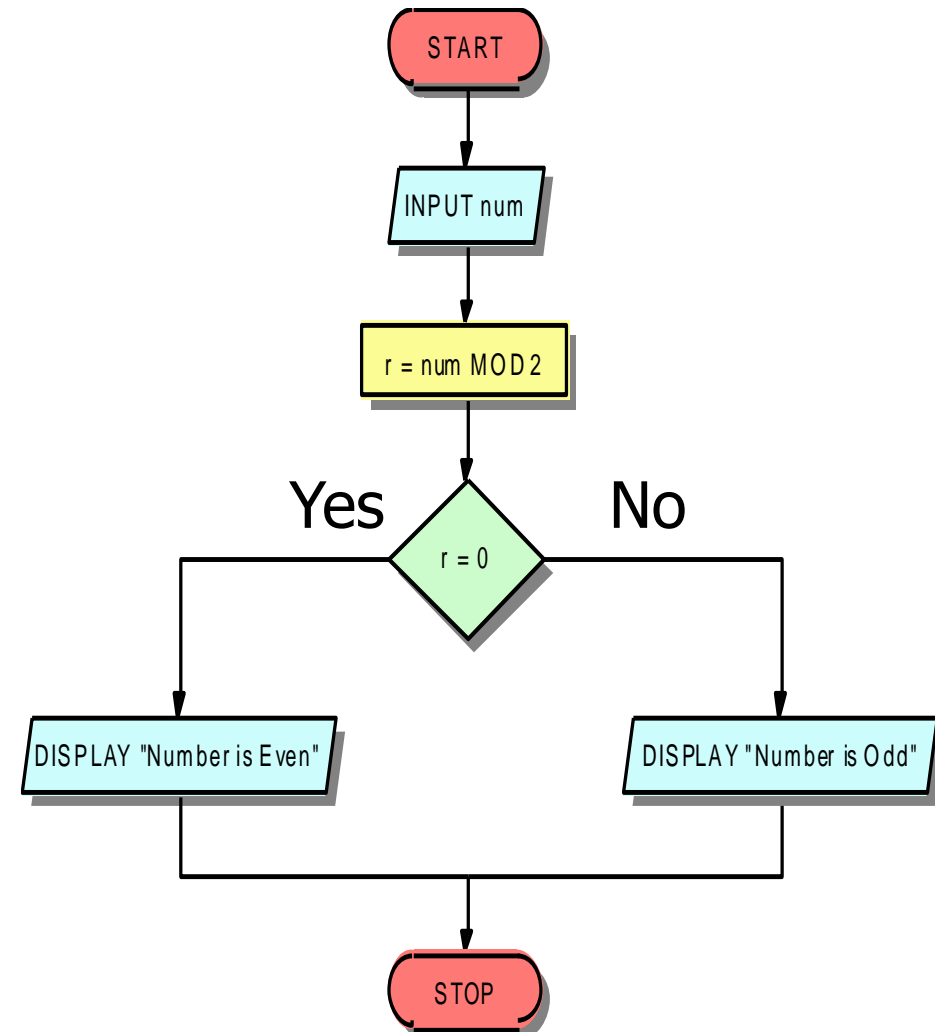 START
INPUT num
r = num MOD 2
Yes
No
r = 0
DISPLAY "Number is Even"
DISPLAY "Number is Odd"
STOP